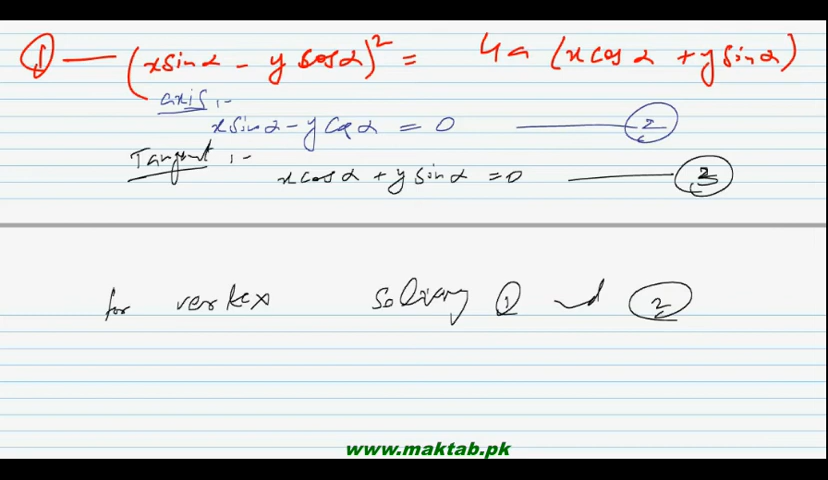 ① — (x sin α - y cos α)² = 4a (x cos α + y sin α)
axis :-
x sin α - y cos α = 0 — ②
Tangent :-
x cos α + y sin α = 0 — ③
for vertex solving ① and ②
www.maktab.pk